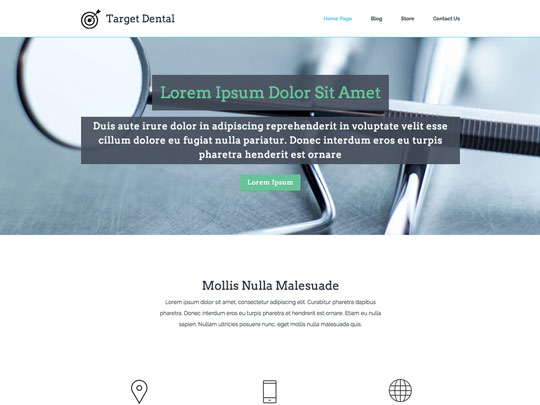 Target Dental
Home Page
Blog
Store
Contact Us
Lorem Ipsum Dolor Sit Amet
Duis aute irure dolor in adipiscing reprehenderit in voluptate velit esse
cillum dolore eu fugiat nulla pariatur. Donec interdum eros eu turpis
pharetra henderit est ornare
Lorem Ipsum
Mollis Nulla Malesuade
Lorem ipsum dolor sit amet, consectetur adipiscing elit. Curabitur pharetra dapibus
pharetra. Donec interdum eros eu turpis pharetra et hendrerit est ornare. Etiam eu nulla
sapien. Nullam ultricies posuere nunc, eget mollis nulla malesuada quis.